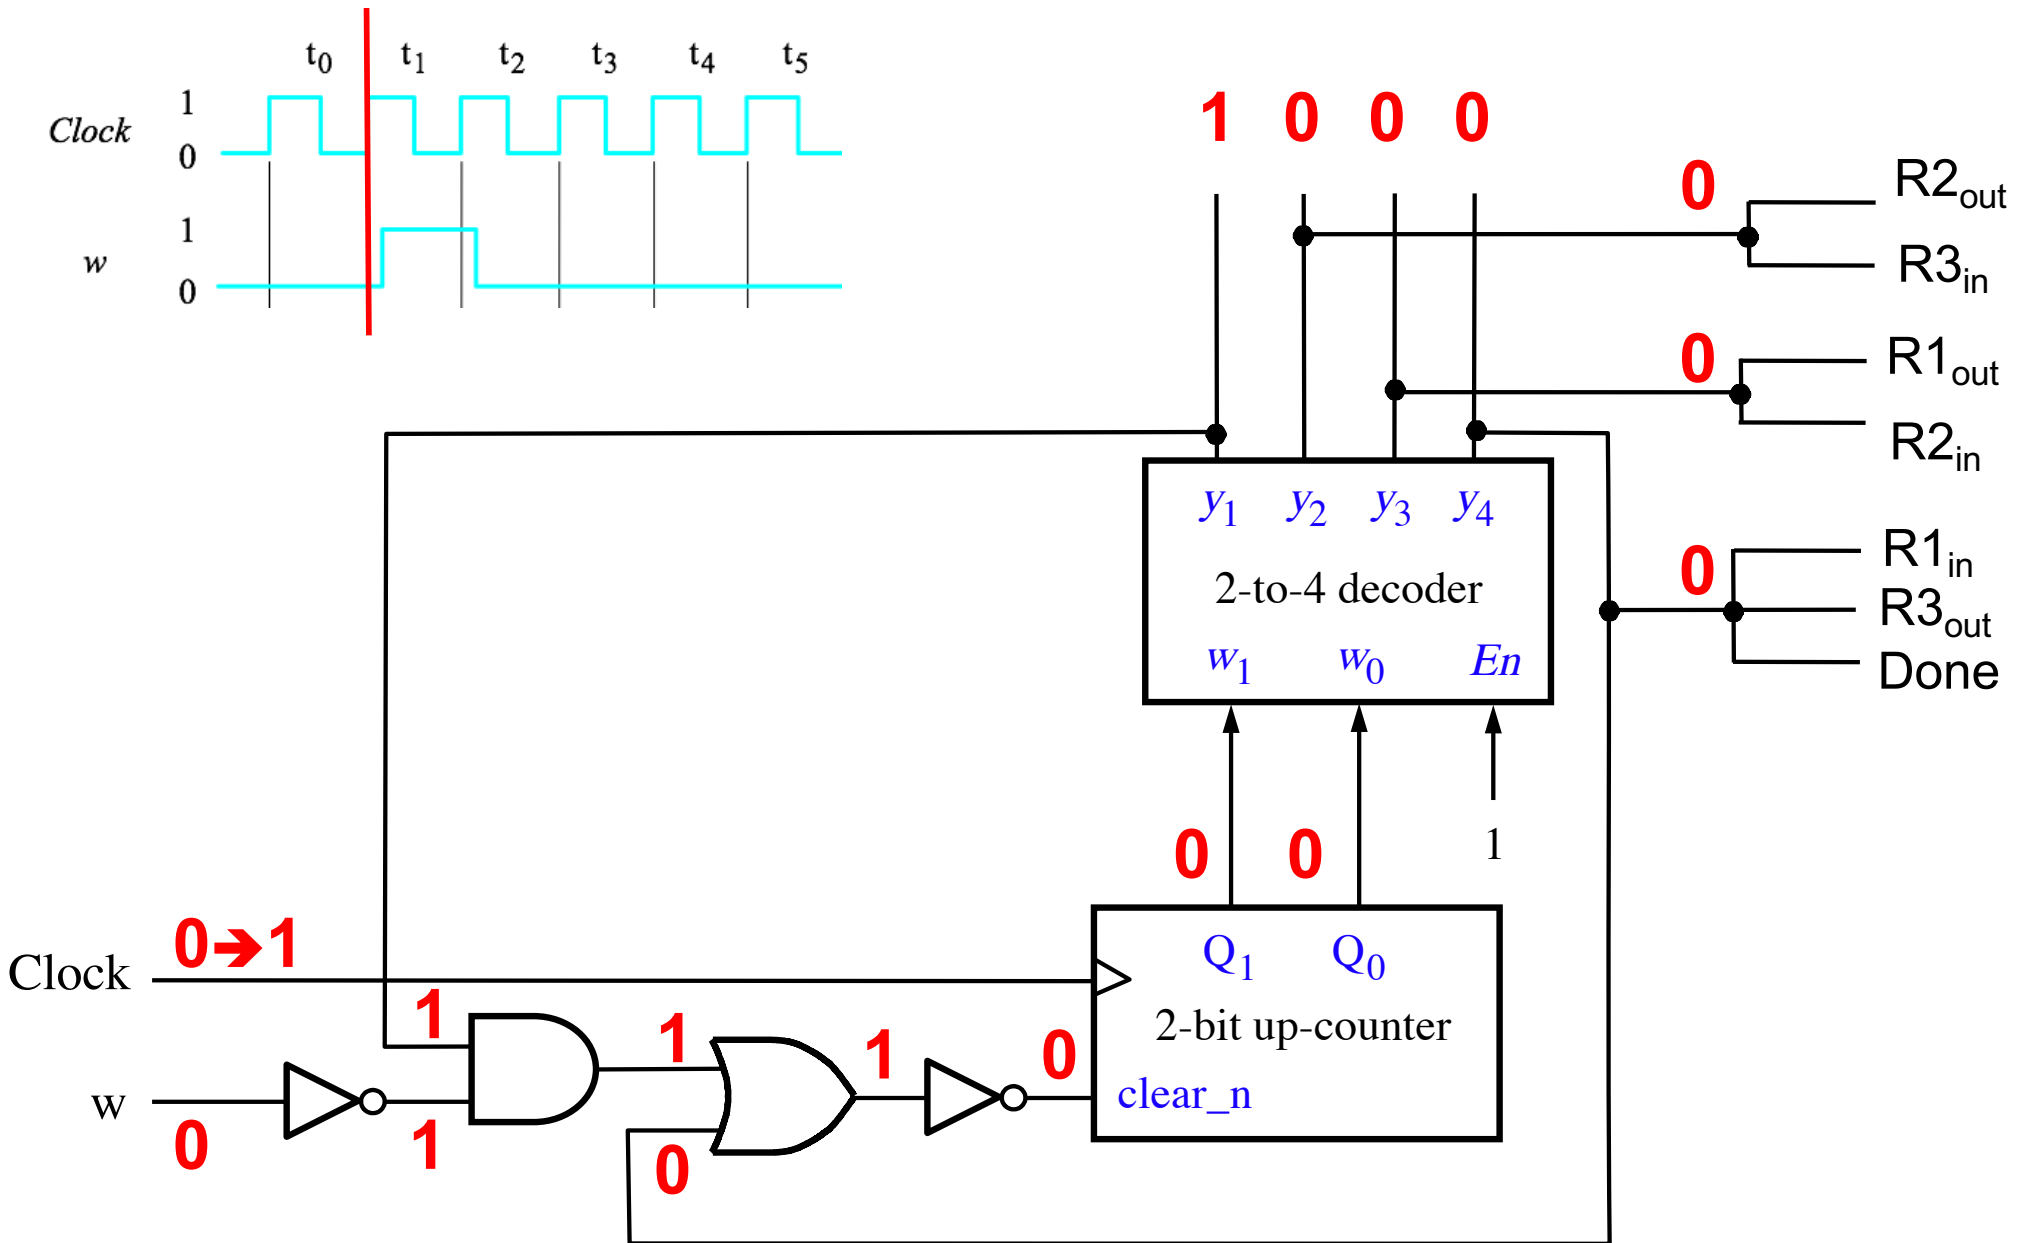 t0 t1 t2 t3 t4 t5
1
Clock
0
1
w
0
1 0 0 0
0
R2out
R3in
0
R1out
R2in
y1 y2 y3 y4
2-to-4 decoder
w1 w0 En
0
R1in
R3out
Done
0 0 1
0➔1
Clock
Q1 Q0
2-bit up-counter
clear_n
1 1 1 0
w
0 1 0